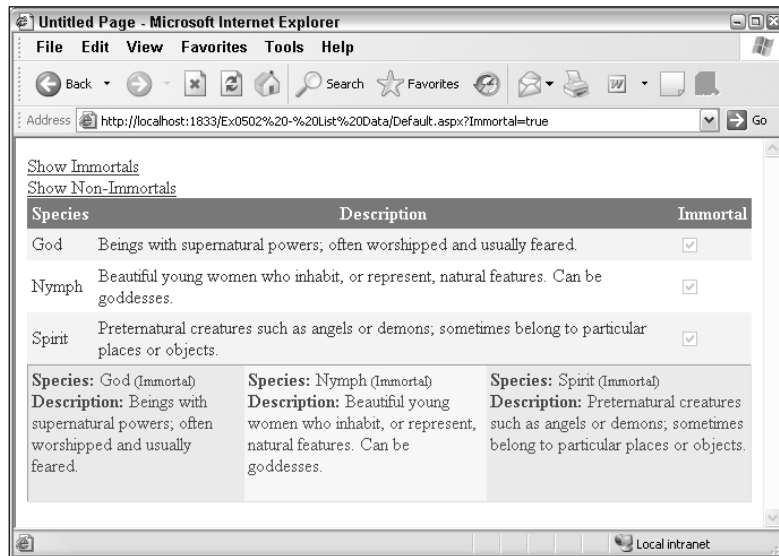 Untitled Page - Microsoft Internet Explorer
File Edit View Favorites Tools Help
Back Search Favorites W
Address http://localhost:1833/Ex0502%20-%20List%20Data/Default.aspx?Immortal=true Go
Show Immortals
Show Non-Immortals
Species Description Immortal
God Beings with supernatural powers; often worshipped and usually feared.
Nymph Beautiful young women who inhabit, or represent, natural features. Can be
goddesses.
Spirit Preternatural creatures such as angels or demons; sometimes belong to particular
places or objects.
Species: God (Immortal)
Description: Beings with
supernatural powers; often
worshipped and usually
feared.
Species: Nymph (Immortal)
Description: Beautiful young
women who inhabit, or represent,
natural features. Can be
goddesses.
Species: Spirit (Immortal)
Description: Preternatural creatures
such as angels or demons; sometimes
belong to particular places or objects.
Local intranet